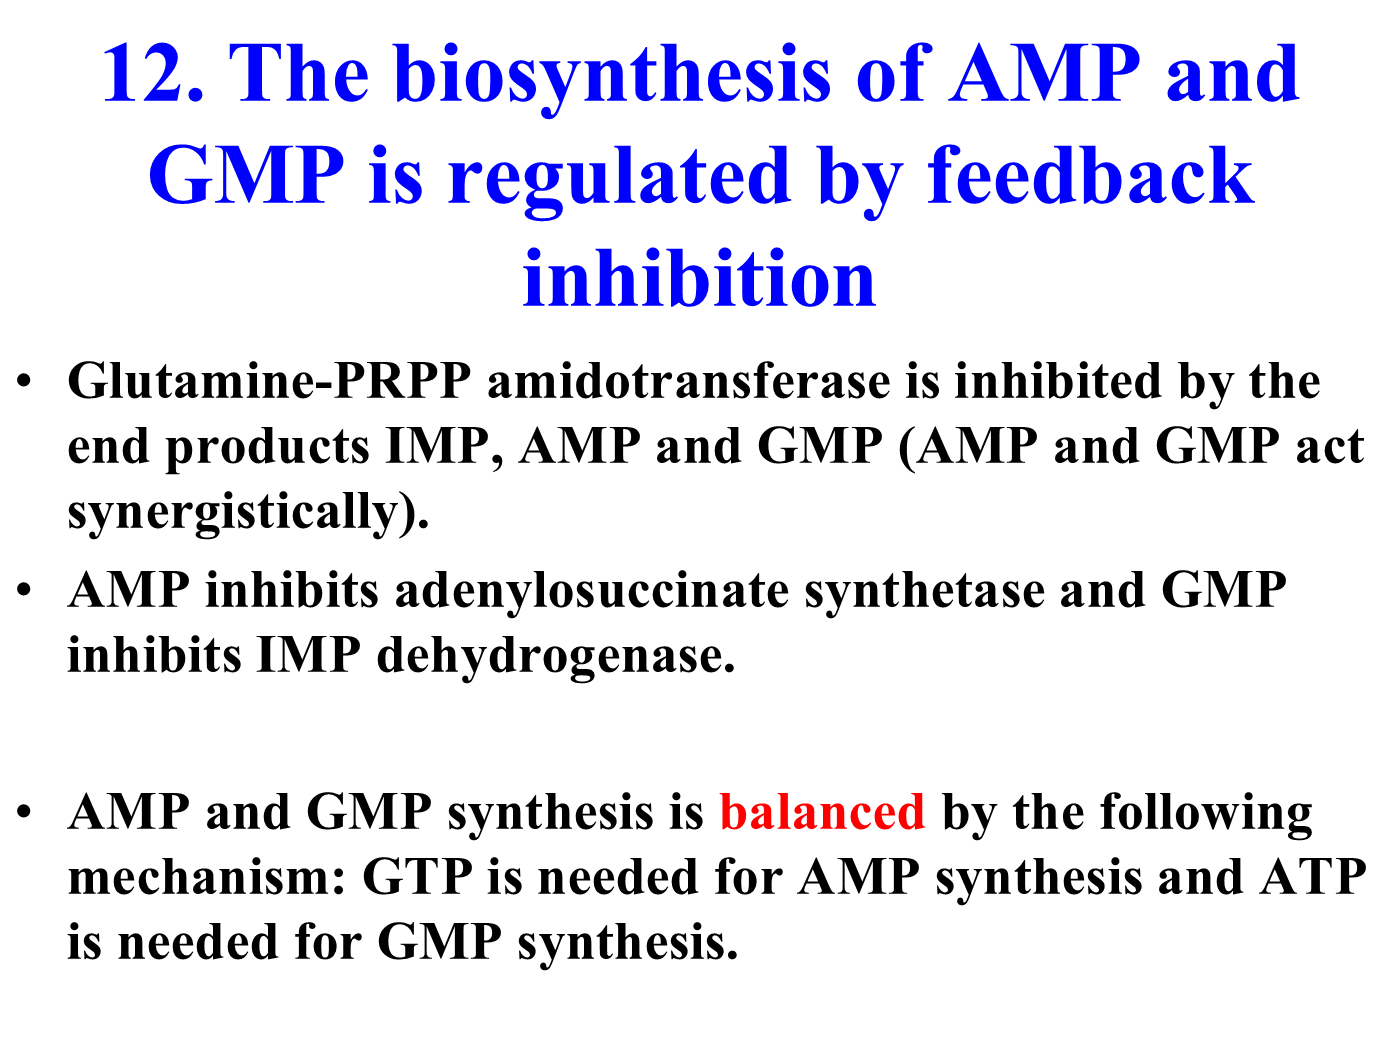 12. The biosynthesis of AMP and
GMP is regulated by feedback
inhibition
• Glutamine-PRPP amidotransferase is inhibited by the
end products IMP, AMP and GMP (AMP and GMP act
synergistically).
• AMP inhibits adenylosuccinate synthetase and GMP
inhibits IMP dehydrogenase.
• AMP and GMP synthesis is balanced by the following
mechanism: GTP is needed for AMP synthesis and ATP
is needed for GMP synthesis.